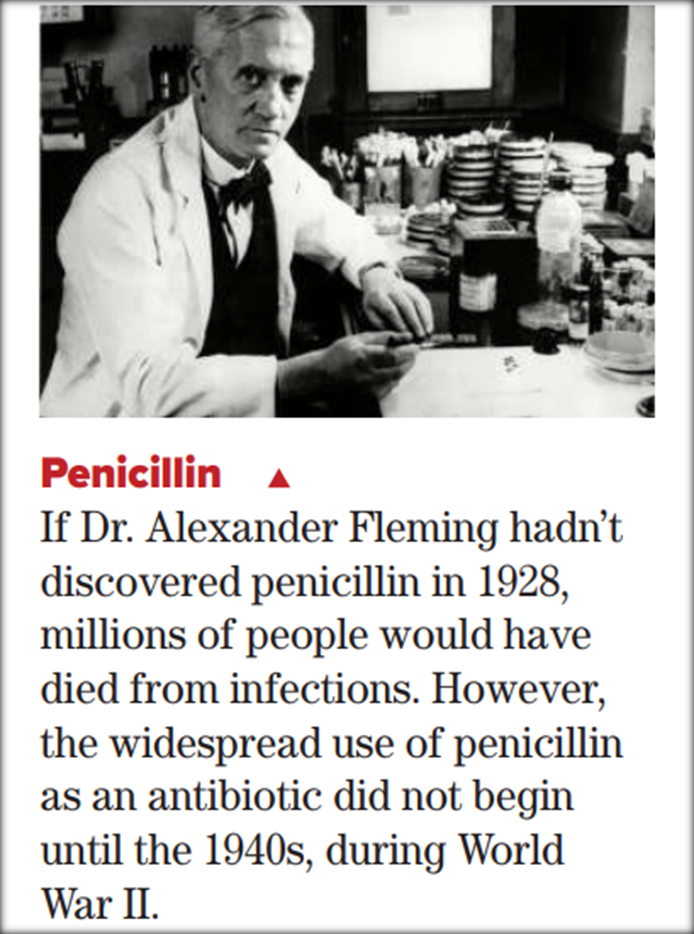 Penicillin ▲
If Dr. Alexander Fleming hadn’t
discovered penicillin in 1928,
millions of people would have
died from infections. However,
the widespread use of penicillin
as an antibiotic did not begin
until the 1940s, during World
War II.